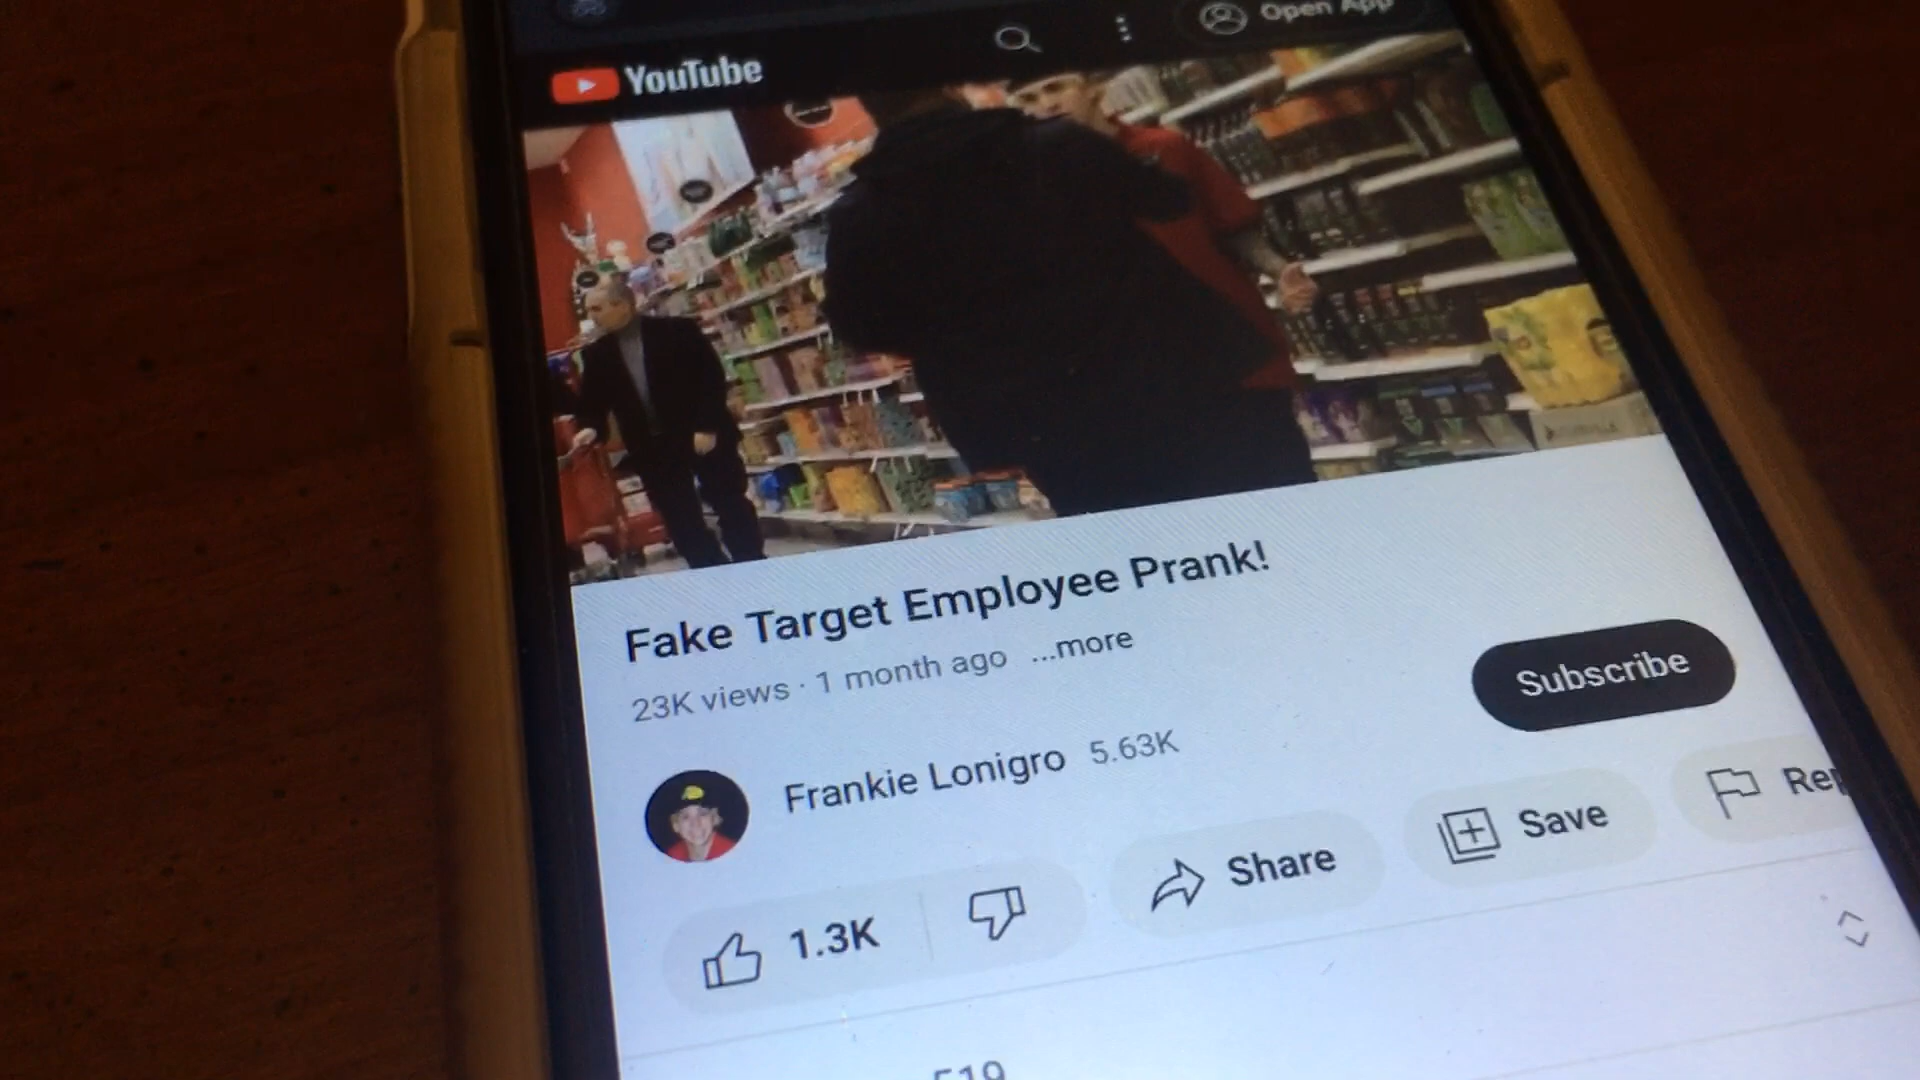 Open App
YouTube
Fake Target Employee Prank!
23K views · 1 month ago ...more
Subscribe
Frankie Lonigro 5.63K
1.3K
Share
Save